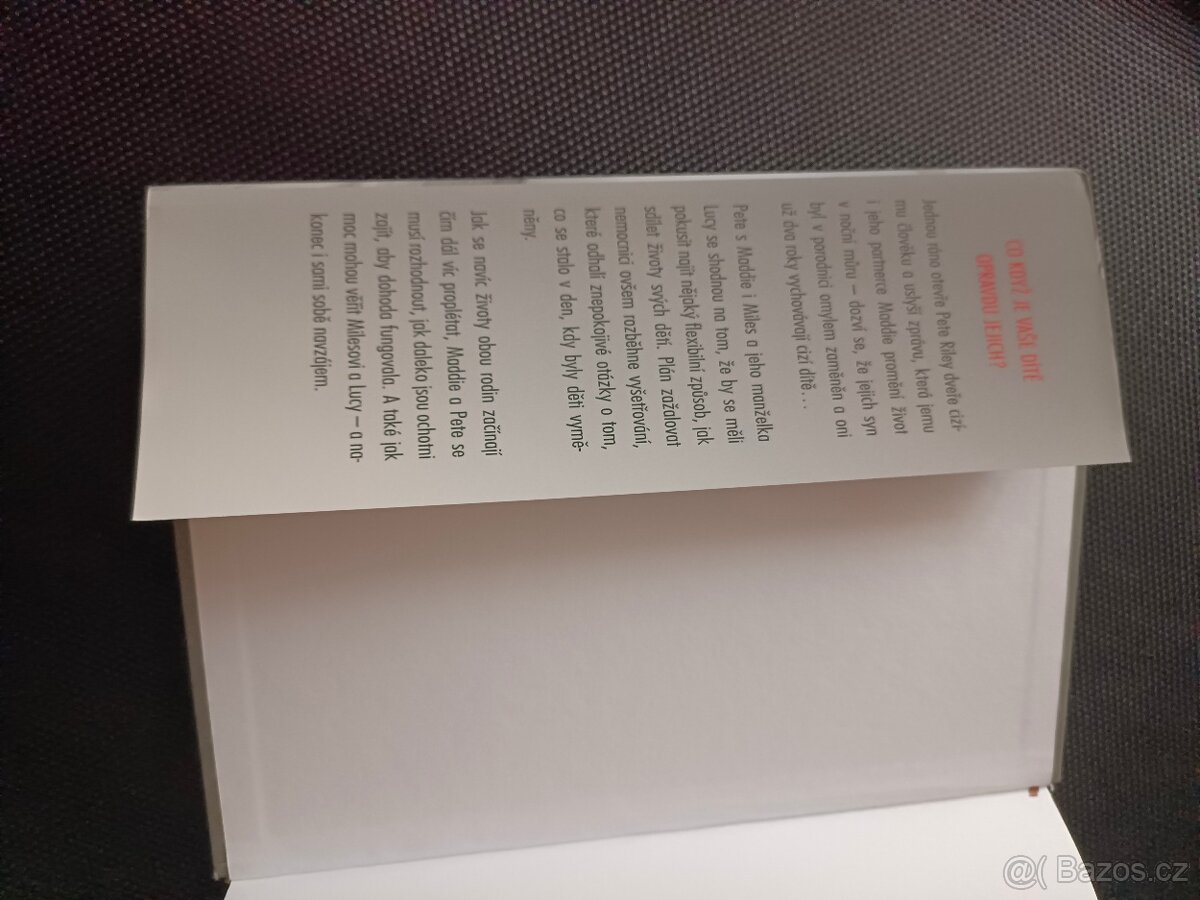 CO KDYŽ JE VAŠE DÍTĚ
OPRAVDU JEJICH?
Jednou ráno otevře Pete Riley dveře cizí-
mu člověku a uslyší zprávu, která jemu
i jeho partnerce Maddie promění život
v noční můru – dozví se, že jejich syn
byl v porodnici omylem zaměněn a oni
už dva roky vychovávají cizí dítě…
Pete s Maddie i Miles a jeho manželka
Lucy se shodnou na tom, že by se měli
pokusit najít nějaký flexibilní způsob, jak
sdílet životy svých dětí. Plán zažalovat
nemocnici ovšem rozběhne vyšetřování,
které odhalí znepokojivé otázky o tom,
co se stalo v den, kdy byly děti vymě-
něny.
Jak se navíc životy obou rodin začínají
čím dál víc proplétat, Maddie a Pete se
musí rozhodnout, jak daleko jsou ochotni
zajít, aby dohoda fungovala. A také jak
moc mohou věřit Milesovi a Lucy – a na-
konec i sami sobě navzájem.
@( Bazos.cz